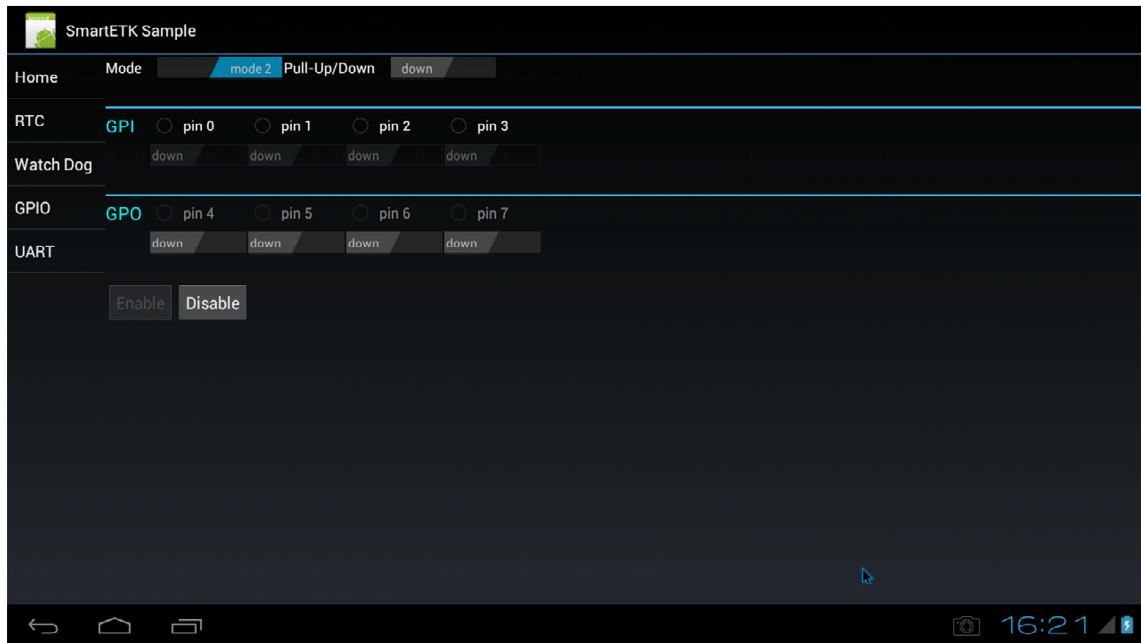 SmartETK Sample
Home
RTC
Watch Dog
GPIO
UART
Mode mode 2 Pull-Up/Down down
GPI pin 0 pin 1 pin 2 pin 3
down down down down
GPO pin 4 pin 5 pin 6 pin 7
down down down down
Enable Disable
16:21